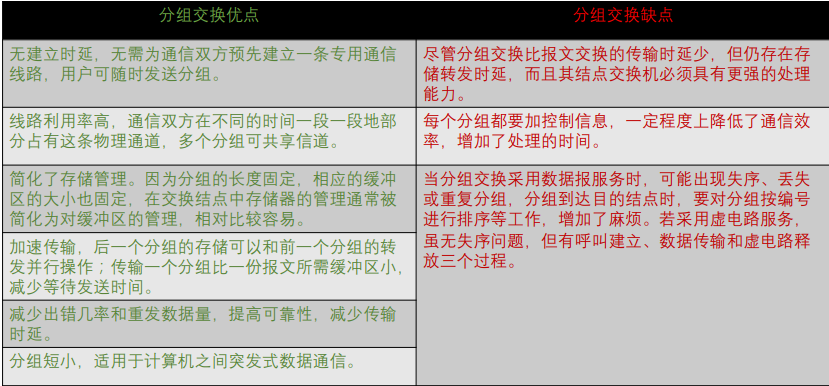 分组交换优点
分组交换缺点
无建立时延，无需为通信双方预先建立一条专用通信
线路，用户可随时发送分组。
尽管分组交换比报文交换的传输时延少，但仍存在存
储转发时延，而且其结点交换机必须具有更强的处理
能力。
线路利用率高，通信双方在不同的时间一段一段地部
分占有这条物理通道，多个分组可共享信道。
每个分组都要加控制信息，一定程度上降低了通信效
率，增加了处理的时间。
简化了存储管理。因为分组的长度固定，相应的缓冲
区的大小也固定，在交换结点中存储器的管理通常被
简化为对缓冲区的管理，相对比较容易。
当分组交换采用数据报服务时，可能出现失序、丢失
或重复分组，分组到达目的结点时，要对分组按编号
进行排序等工作，增加了麻烦。若采用虚电路服务，
虽无失序问题，但有呼叫建立、数据传输和虚电路释
放三个过程。
加速传输，后一个分组的存储可以和前一个分组的转
发并行操作；传输一个分组比一份报文所需缓冲区小，
减少等待发送时间。
减少出错几率和重发数据量，提高可靠性，减少传输
时延。
分组短小，适用于计算机之间突发式数据通信。